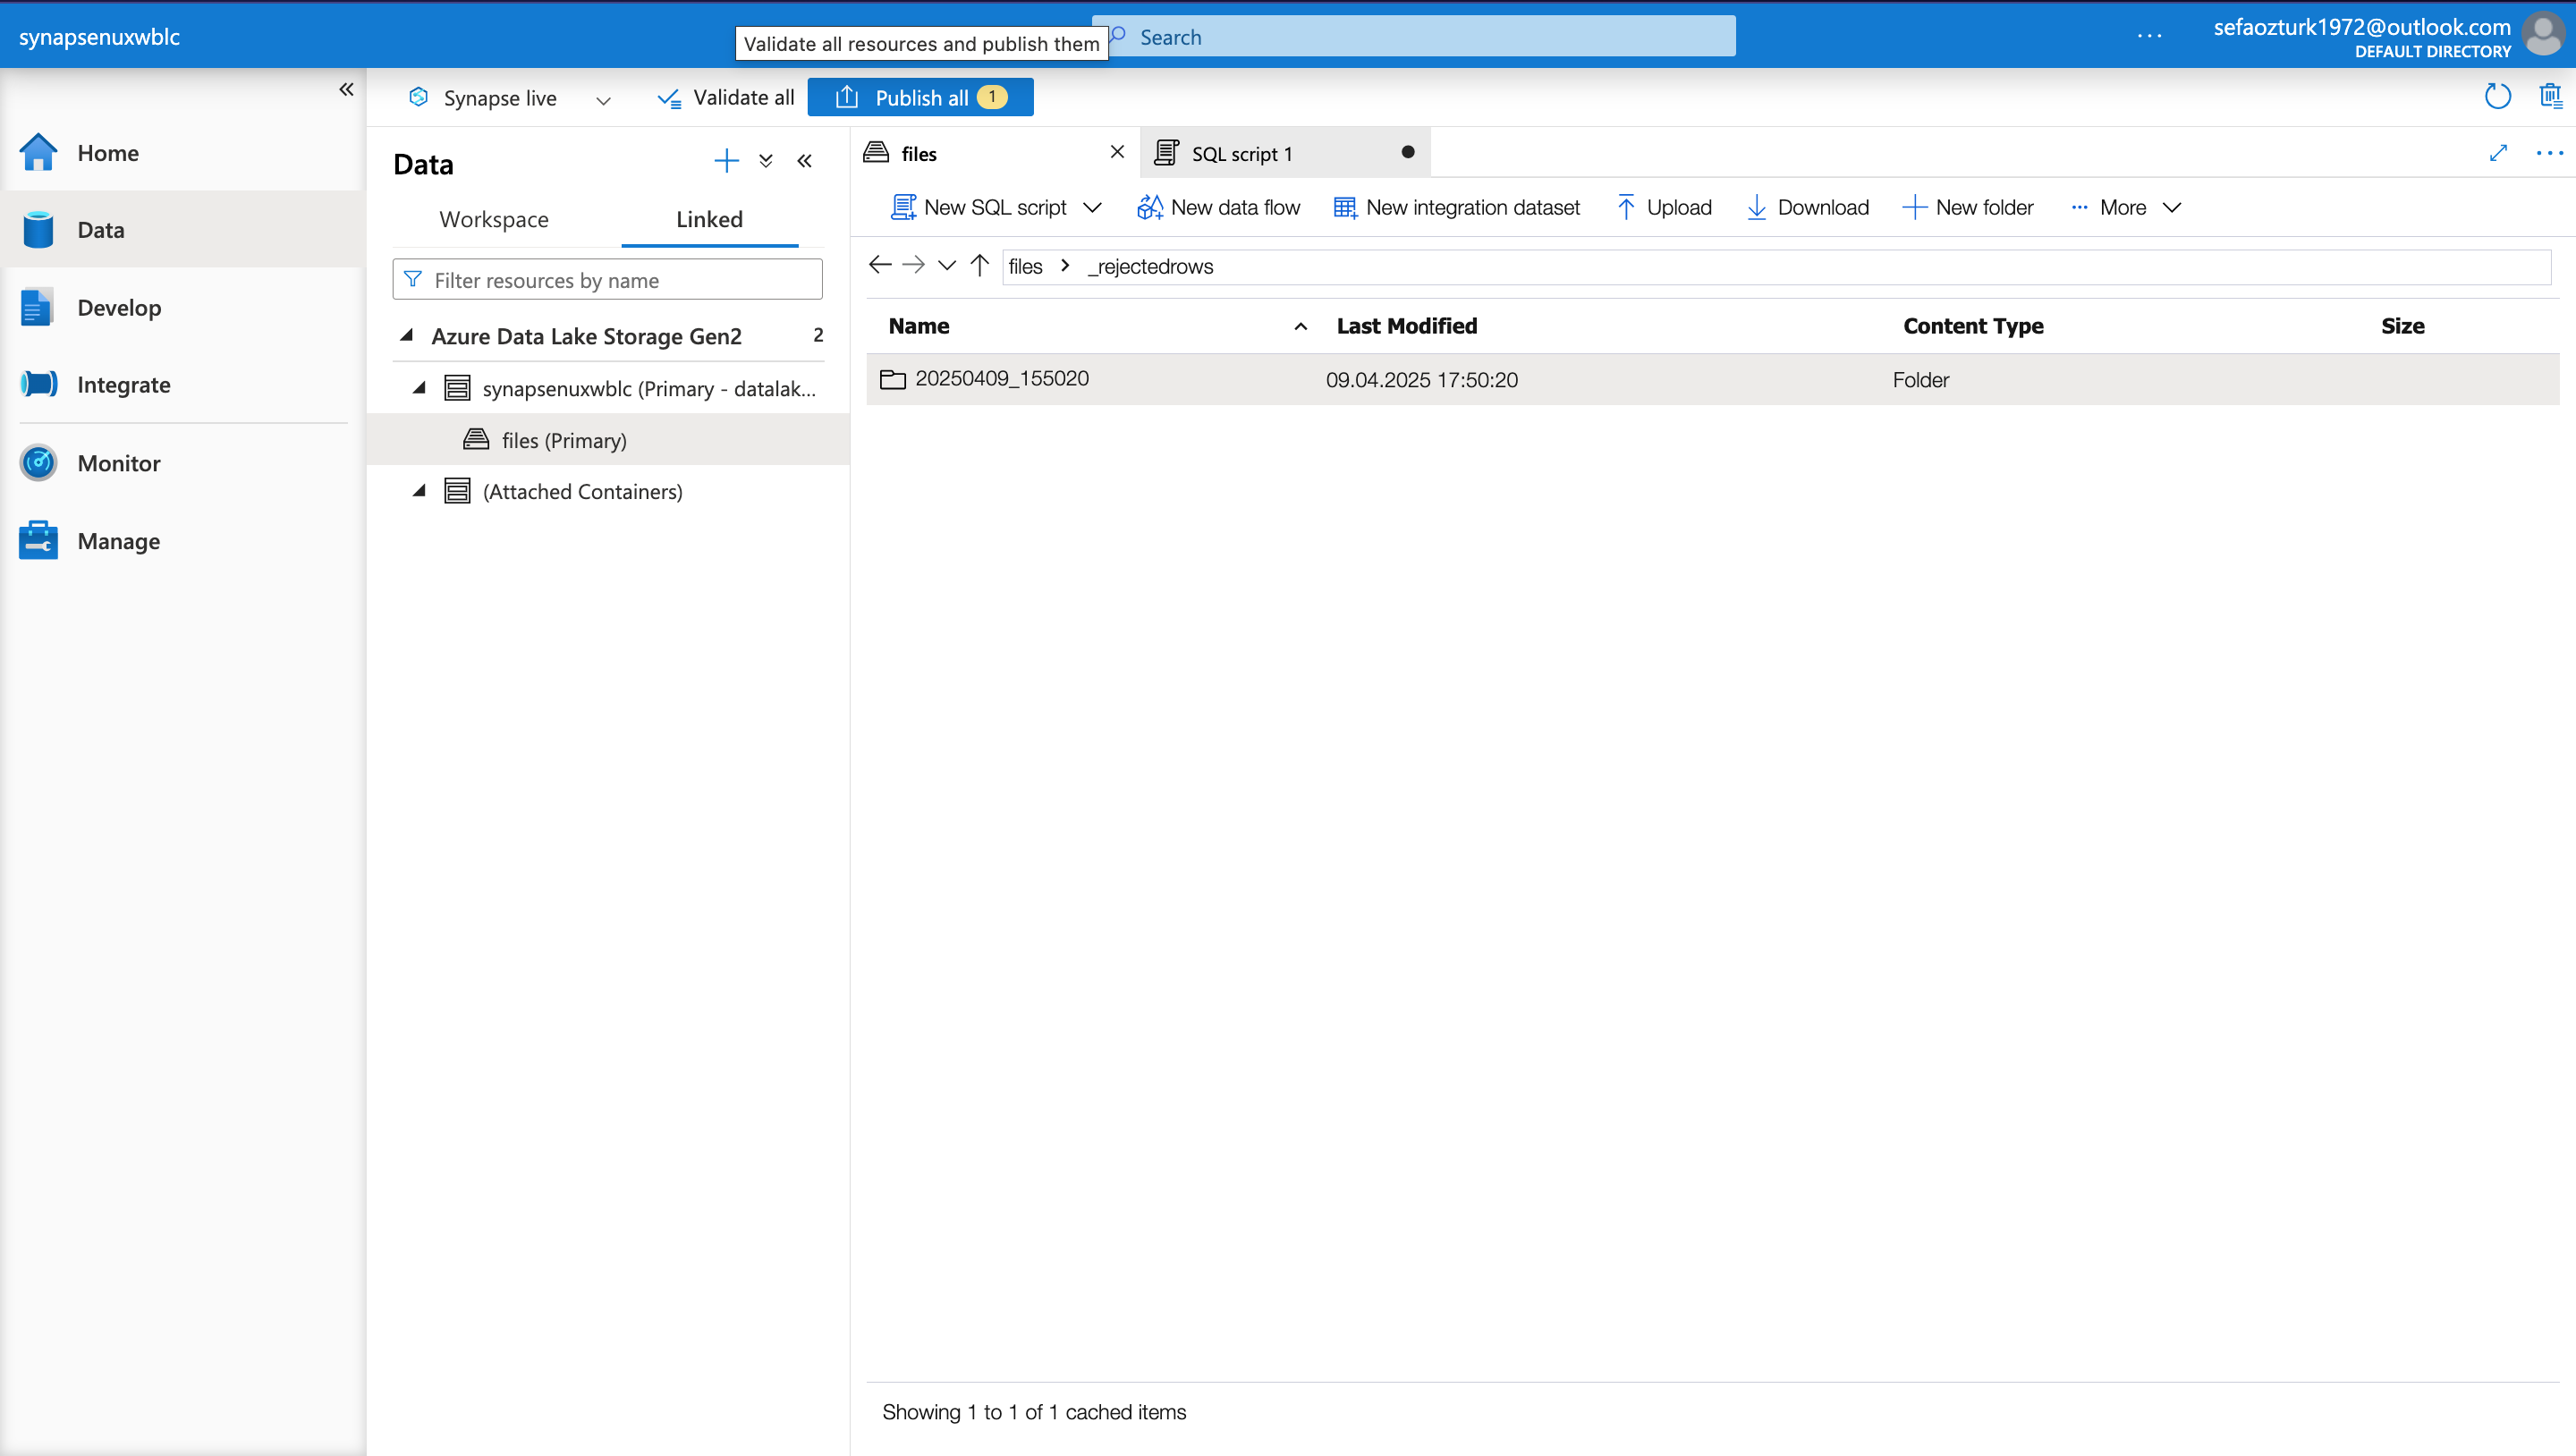 synapsenuxwblc
Validate all resources and publish them
Search
...
sefaozturk1972@outlook.com
DEFAULT DIRECTORY
Synapse live
Validate all
Publish all 1
Home
Data
Develop
Integrate
Monitor
Manage
Data
Workspace
Linked
Filter resources by name
Azure Data Lake Storage Gen2 2
synapsenuxwblc (Primary - datalak...
files (Primary)
(Attached Containers)
files
SQL script 1
...
New SQL script
New data flow
New integration dataset
Upload
Download
New folder
... More
files > _rejectedrows
Name Last Modified Content Type Size
20250409_155020 09.04.2025 17:50:20 Folder
Showing 1 to 1 of 1 cached items